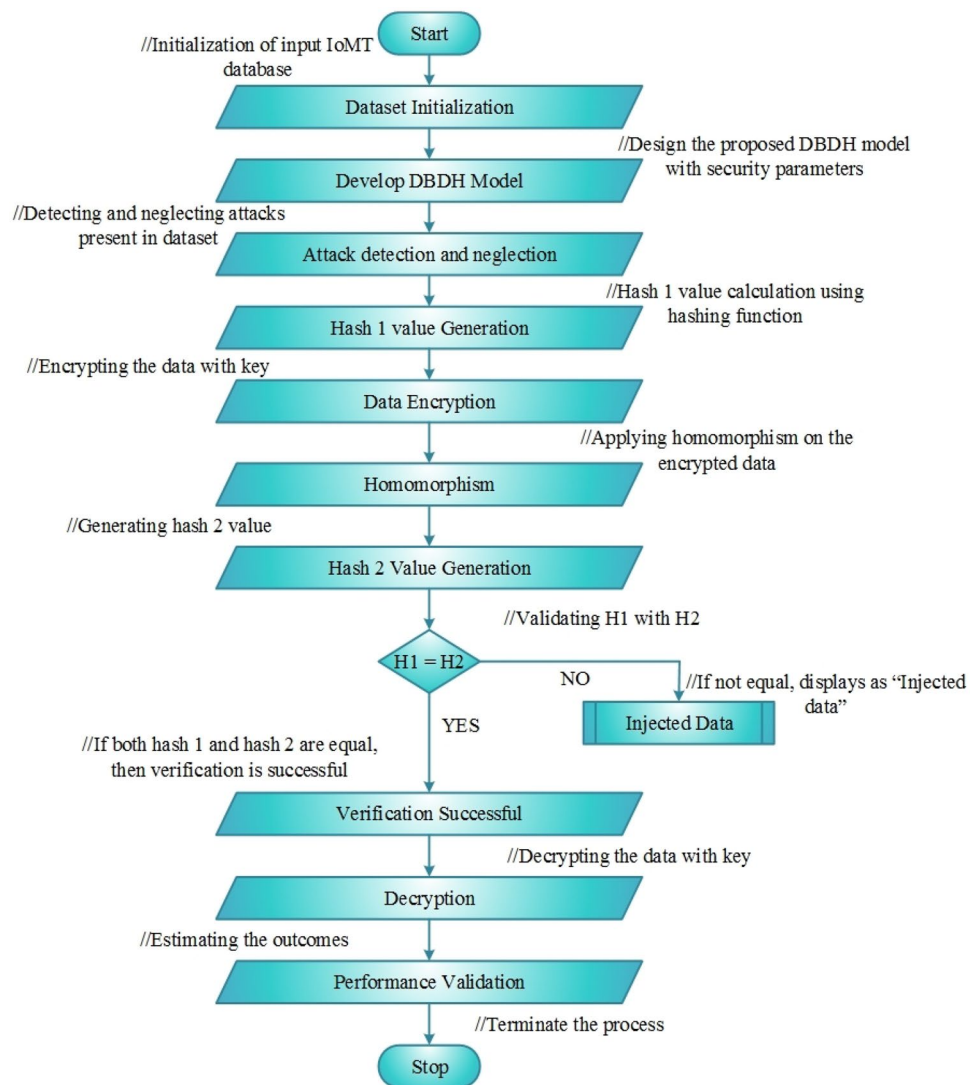 Start
//Initialization of input IoMT
database
Dataset Initialization
//Design the proposed DBDH model
with security parameters
Develop DBDH Model
//Detecting and neglecting attacks
present in dataset
Attack detection and neglection
//Hash 1 value calculation using
hashing function
Hash 1 value Generation
//Encrypting the data with key
Data Encryption
//Applying homomorphism on the
encrypted data
Homomorphism
//Generating hash 2 value
Hash 2 Value Generation
//Validating H1 with H2
H1 = H2
NO
//If not equal, displays as “Injected
data”
Injected Data
YES
//If both hash 1 and hash 2 are equal,
then verification is successful
Verification Successful
//Decrypting the data with key
Decryption
//Estimating the outcomes
Performance Validation
//Terminate the process
Stop